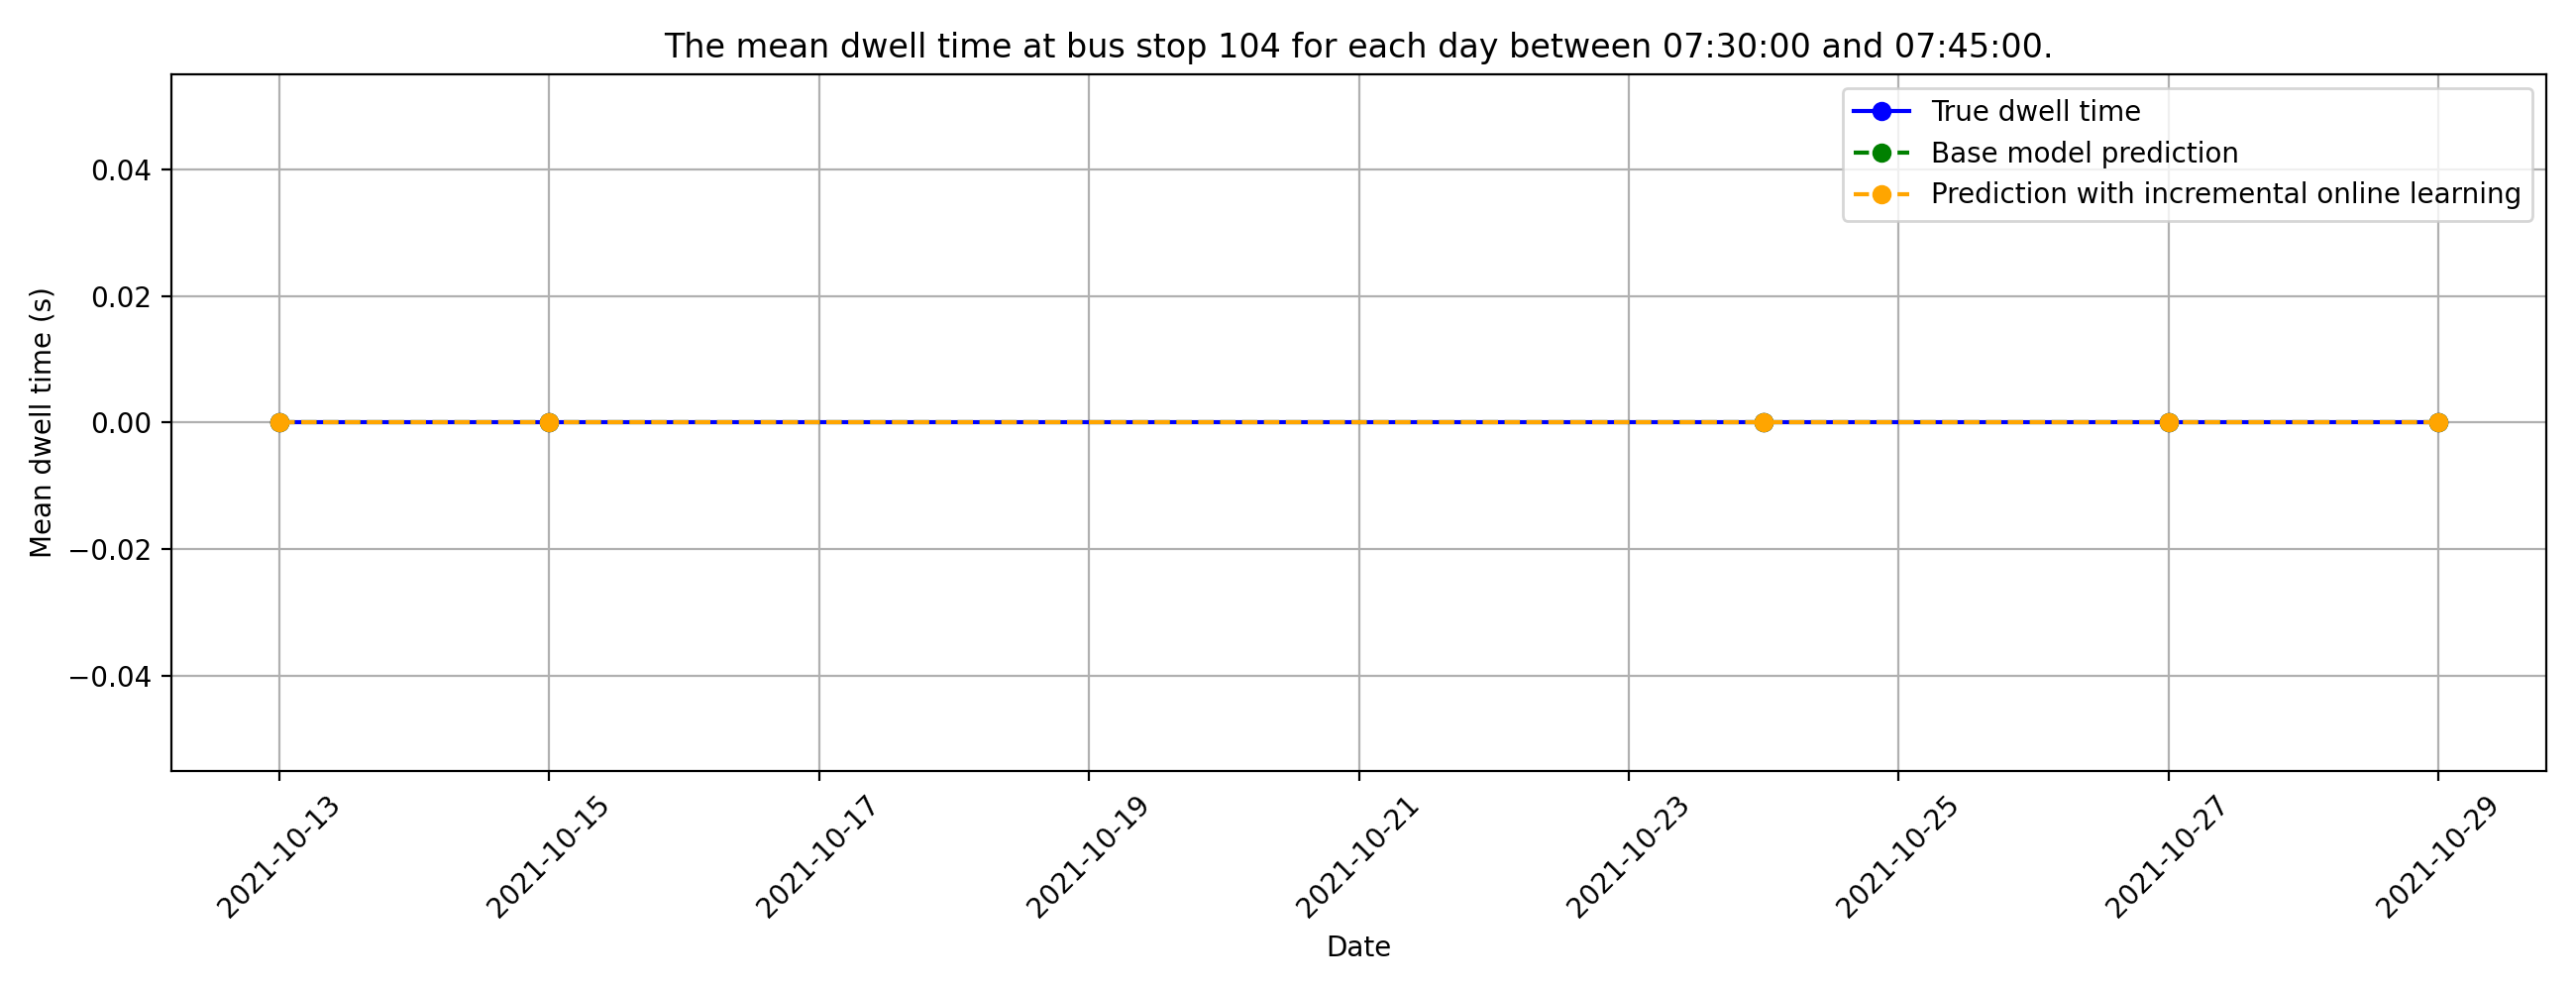 The mean dwell time at bus stop 104 for each day between 07:30:00 and 07:45:00.
True dwell time
Base model prediction
Prediction with incremental online learning
Mean dwell time (s)
0.04
0.02
0.00
−0.02
−0.04
2021-10-13
2021-10-15
2021-10-17
2021-10-19
2021-10-21
2021-10-23
2021-10-25
2021-10-27
2021-10-29
Date